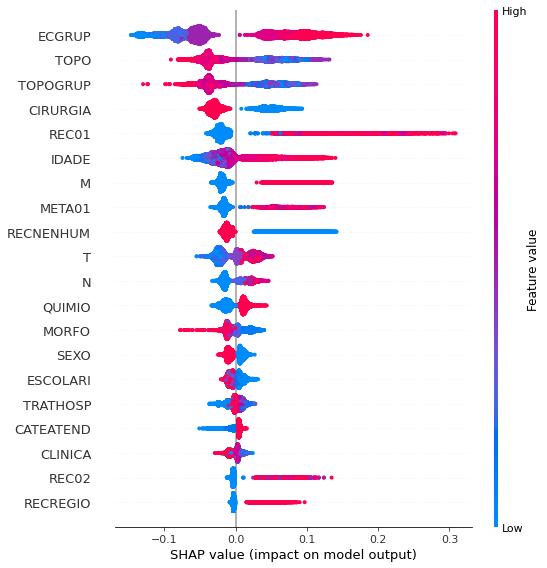 High
ECGRUP
TOPO
TOPOGRUP
CIRURGIA
REC01
IDADE
M
META01
RECNENHUM
T
N
QUIMIO
MORFO
SEXO
ESCOLARI
TRATHOSP
CATEATEND
CLINICA
REC02
RECREGIO
Feature value
Low
−0.1 0.0 0.1 0.2 0.3
SHAP value (impact on model output)